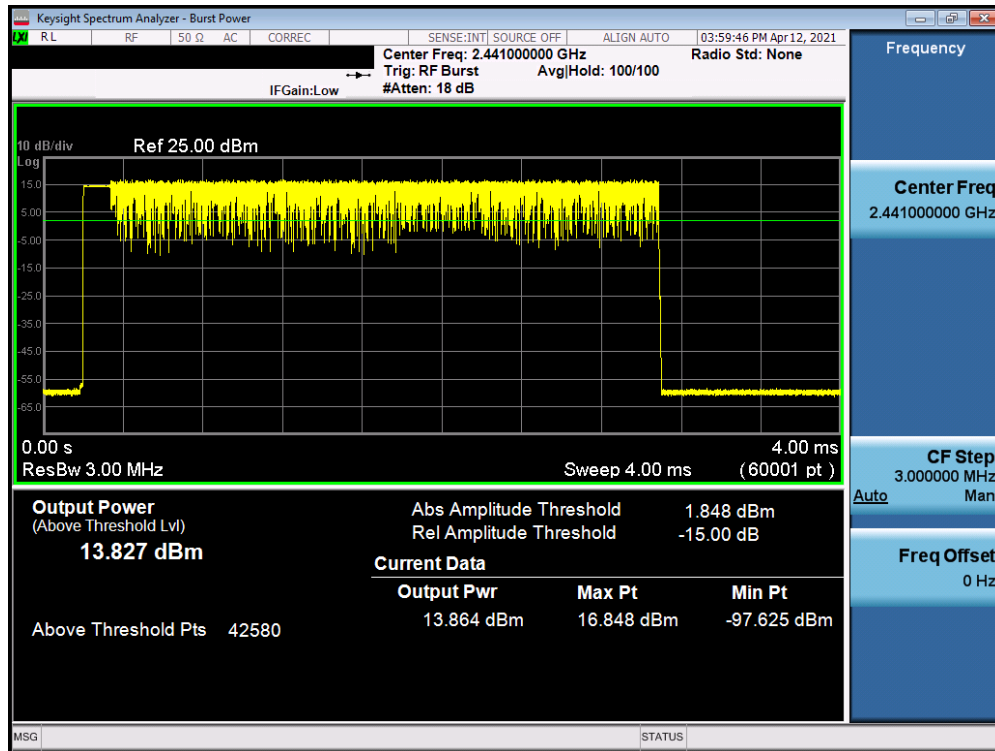 Keysight Spectrum Analyzer - Burst Power
LXI RL RF 50 Ω AC CORREC SENSE:INT SOURCE OFF ALIGN AUTO 03:59:46 PM Apr 12, 2021
Center Freq: 2.441000000 GHz Radio Std: None
Trig: RF Burst Avg|Hold: 100/100
IFGain:Low #Atten: 18 dB
10 dB/div Ref 25.00 dBm
Log
15.0
5.00
-5.00
-15.0
-25.0
-35.0
-45.0
-55.0
-65.0
0.00 s 4.00 ms
ResBw 3.00 MHz Sweep 4.00 ms (60001 pt)
Output Power
(Above Threshold Lvl)
13.827 dBm
Above Threshold Pts 42580
Abs Amplitude Threshold 1.848 dBm
Rel Amplitude Threshold -15.00 dB
Current Data
Output Pwr Max Pt Min Pt
13.864 dBm 16.848 dBm -97.625 dBm
Frequency
Center Freq
2.441000000 GHz
CF Step
3.000000 MHz
Auto Man
Freq Offset
0 Hz
MSG STATUS